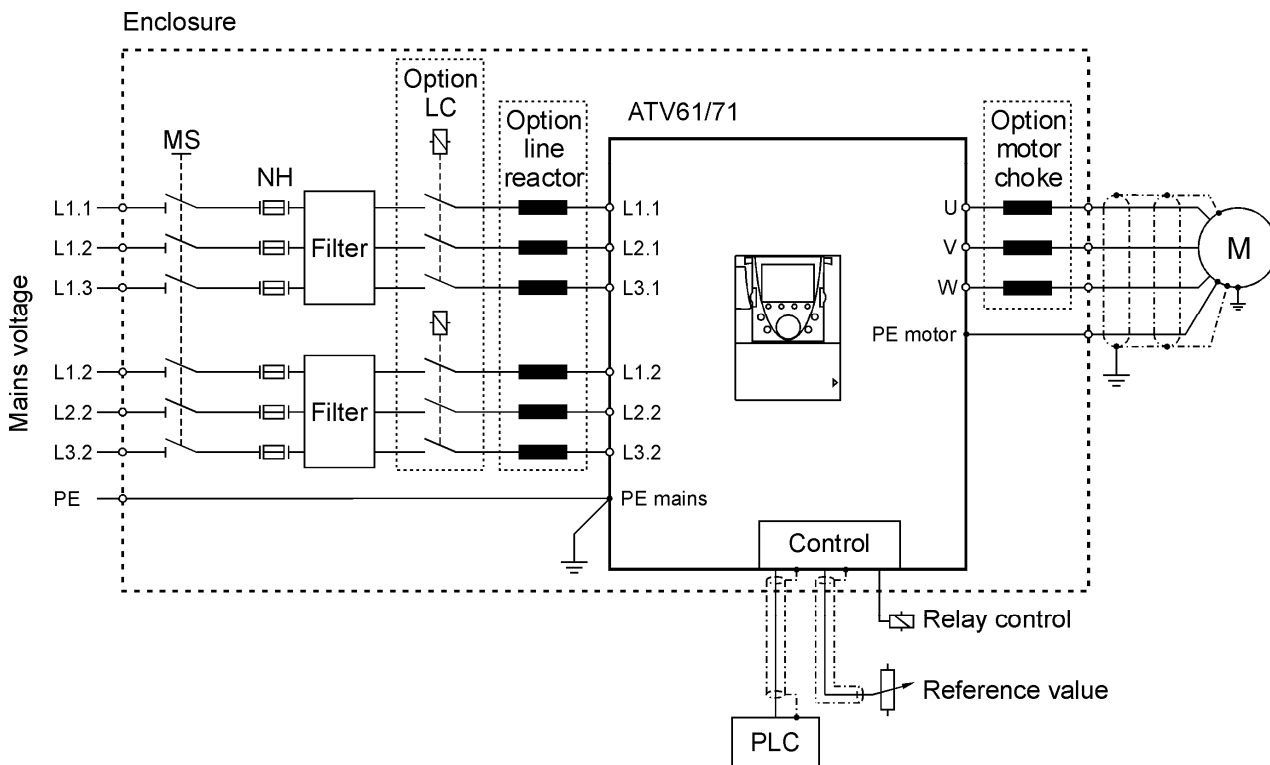 Enclosure
Option
LC
ATV61/71
Option
line
reactor
Option
motor
choke
MS
NH
L1.1
L1.2
L1.3
Filter
L1.1
L2.1
L3.1
U
V
W
M
PE motor
Mains voltage
L1.2
L2.2
L3.2
Filter
L1.2
L2.2
L3.2
PE
PE mains
Control
Relay control
Reference value
PLC